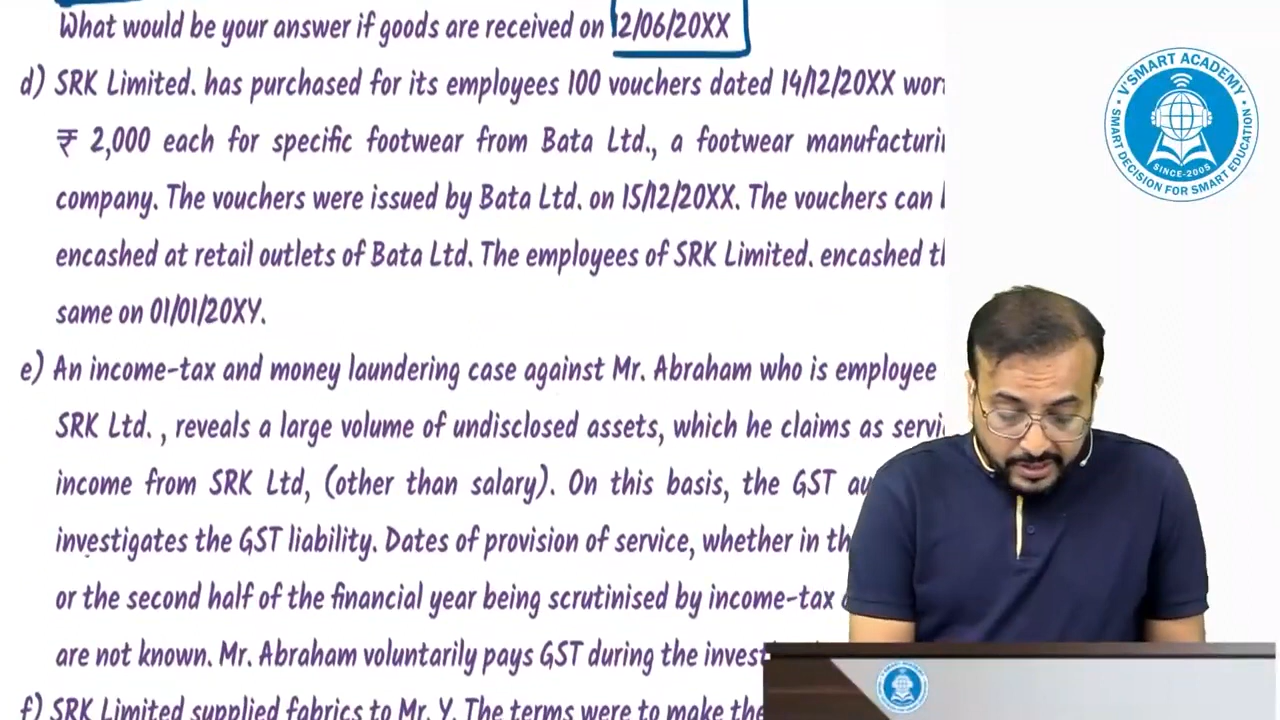 What would be your answer if goods are received on 12/06/20XX
d) SRK Limited. has purchased for its employees 100 vouchers dated 14/12/20XX
₹ 2,000 each for specific footwear from Bata Ltd., a footwear
company. The vouchers were issued by Bata Ltd. on 15/12/20XX. The vouchers can
encashed at retail outlets of Bata Ltd. The employees of SRK Limited. encashed
same on 01/01/20XY.
e) An income-tax and money laundering case against Mr. Abraham who is employee
SRK Ltd. , reveals a large volume of undisclosed assets, which he claims as
income from SRK Ltd, (other than salary). On this basis, the GST
investigates the GST liability. Dates of provision of service, whether in
or the second half of the financial year being scrutinised by income-tax
are not known. Mr. Abraham voluntarily pays GST during the
f) SRK Limited supplied fabrics to Mr. Y. The terms were to make the
V'SMART ACADEMY
SINCE-2005
SMART DECISION FOR SMART EDUCATION